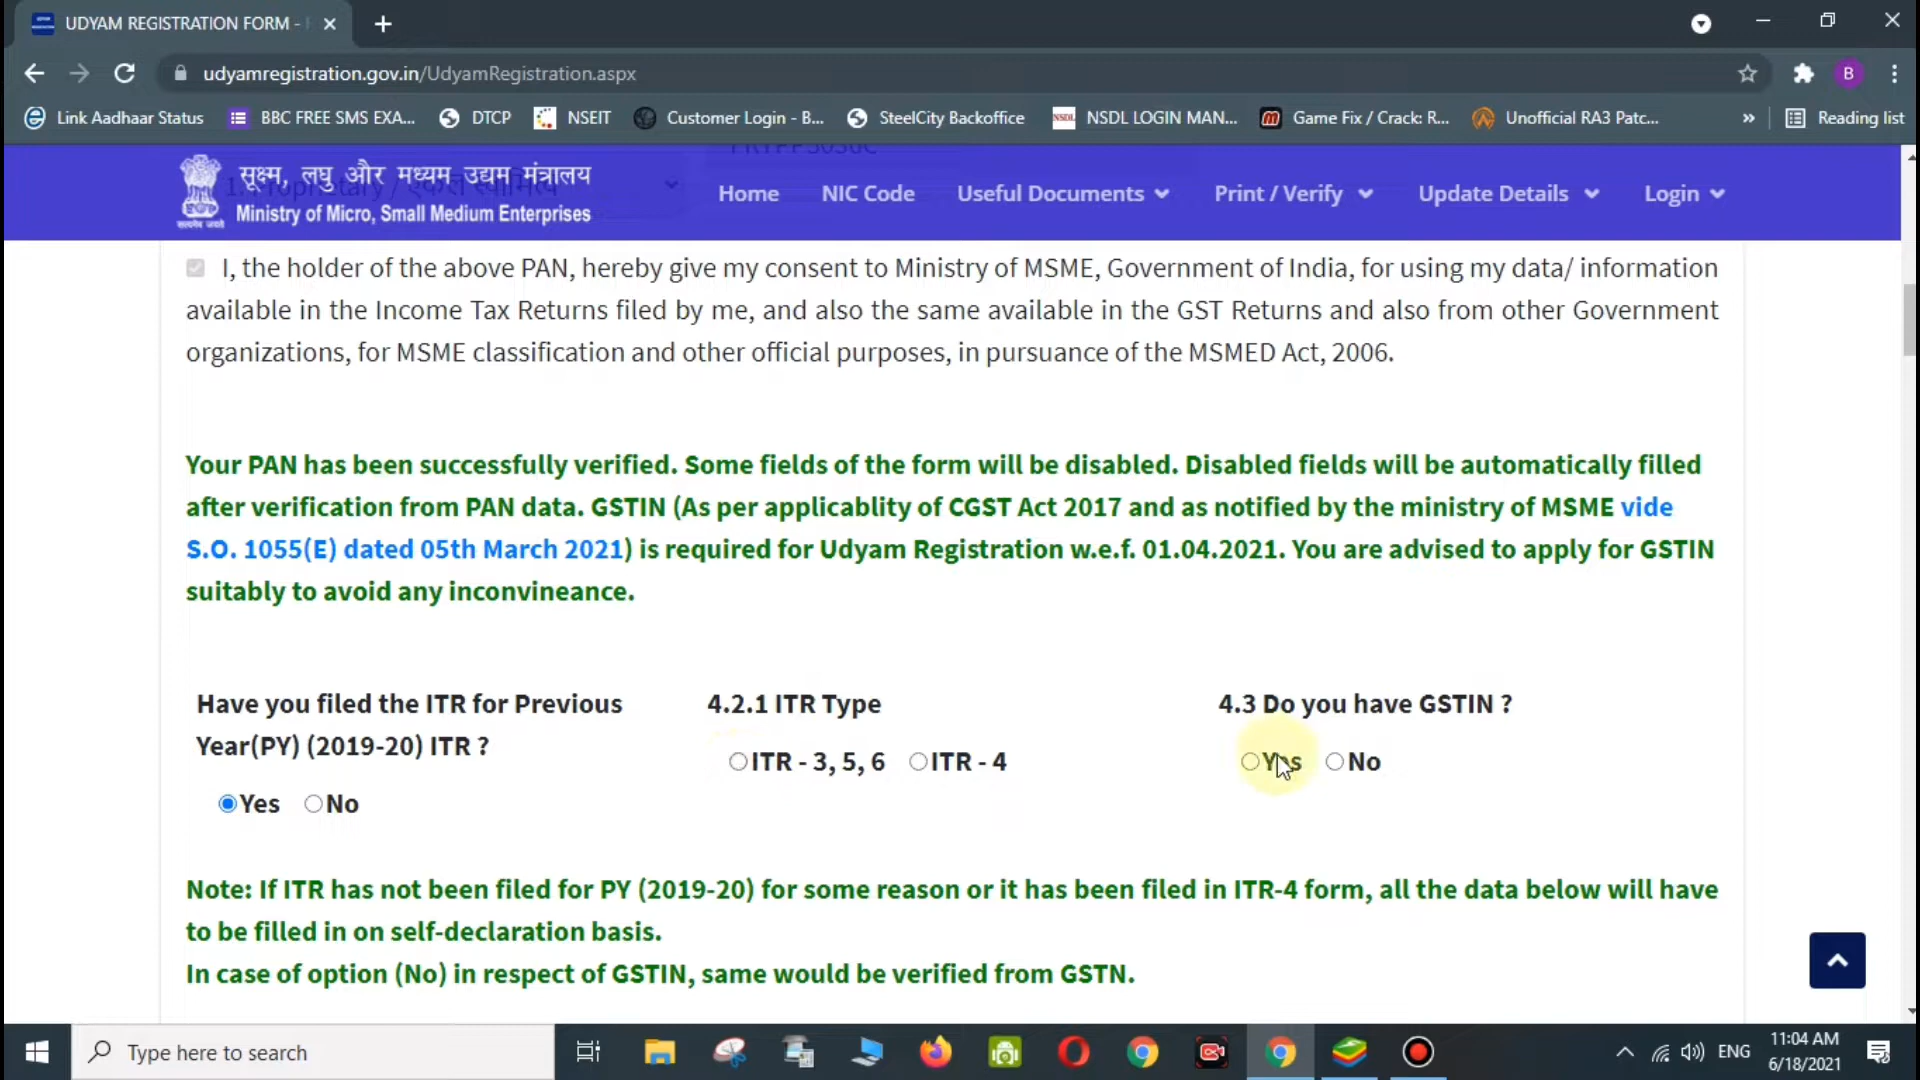 UDYAM REGISTRATION FORM -
udyamregistration.gov.in/UdyamRegistration.aspx
B
Link Aadhaar Status
BBC FREE SMS EXA...
DTCP
NSEIT
Customer Login - B...
SteelCity Backoffice
NSDL LOGIN MAN...
Game Fix / Crack: R...
Unofficial RA3 Patc...
»
Reading list
सूक्ष्म, लघु और मध्यम उद्यम मंत्रालय
Ministry of Micro, Small Medium Enterprises
Home
NIC Code
Useful Documents
Print / Verify
Update Details
Login
1. Proprietary / एकल स्वामित्व
I, the holder of the above PAN, hereby give my consent to Ministry of MSME, Government of India, for using my data/ information
available in the Income Tax Returns filed by me, and also the same available in the GST Returns and also from other Government
organizations, for MSME classification and other official purposes, in pursuance of the MSMED Act, 2006.
Your PAN has been successfully verified. Some fields of the form will be disabled. Disabled fields will be automatically filled
after verification from PAN data. GSTIN (As per applicablity of CGST Act 2017 and as notified by the ministry of MSME vide
S.O. 1055(E) dated 05th March 2021) is required for Udyam Registration w.e.f. 01.04.2021. You are advised to apply for GSTIN
suitably to avoid any inconvineance.
Have you filed the ITR for Previous
Year(PY) (2019-20) ITR ?
Yes No
4.2.1 ITR Type
ITR - 3, 5, 6 ITR - 4
4.3 Do you have GSTIN ?
Yes No
Note: If ITR has not been filed for PY (2019-20) for some reason or it has been filed in ITR-4 form, all the data below will have
to be filled in on self-declaration basis.
In case of option (No) in respect of GSTIN, same would be verified from GSTN.
Type here to search
ENG
11:04 AM
6/18/2021